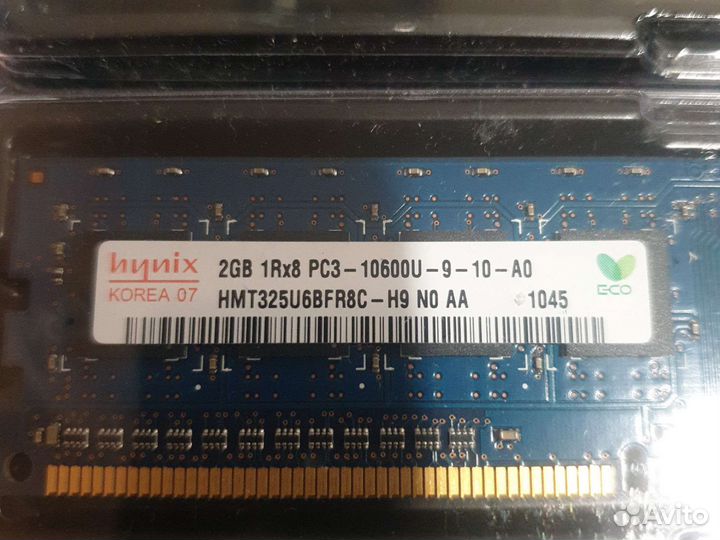 hynix
KOREA 07
2GB 1Rx8 PC3-10600U-9-10-A0
HMT325U6BFR8C-H9 N0 AA 1045
ECO
Avito